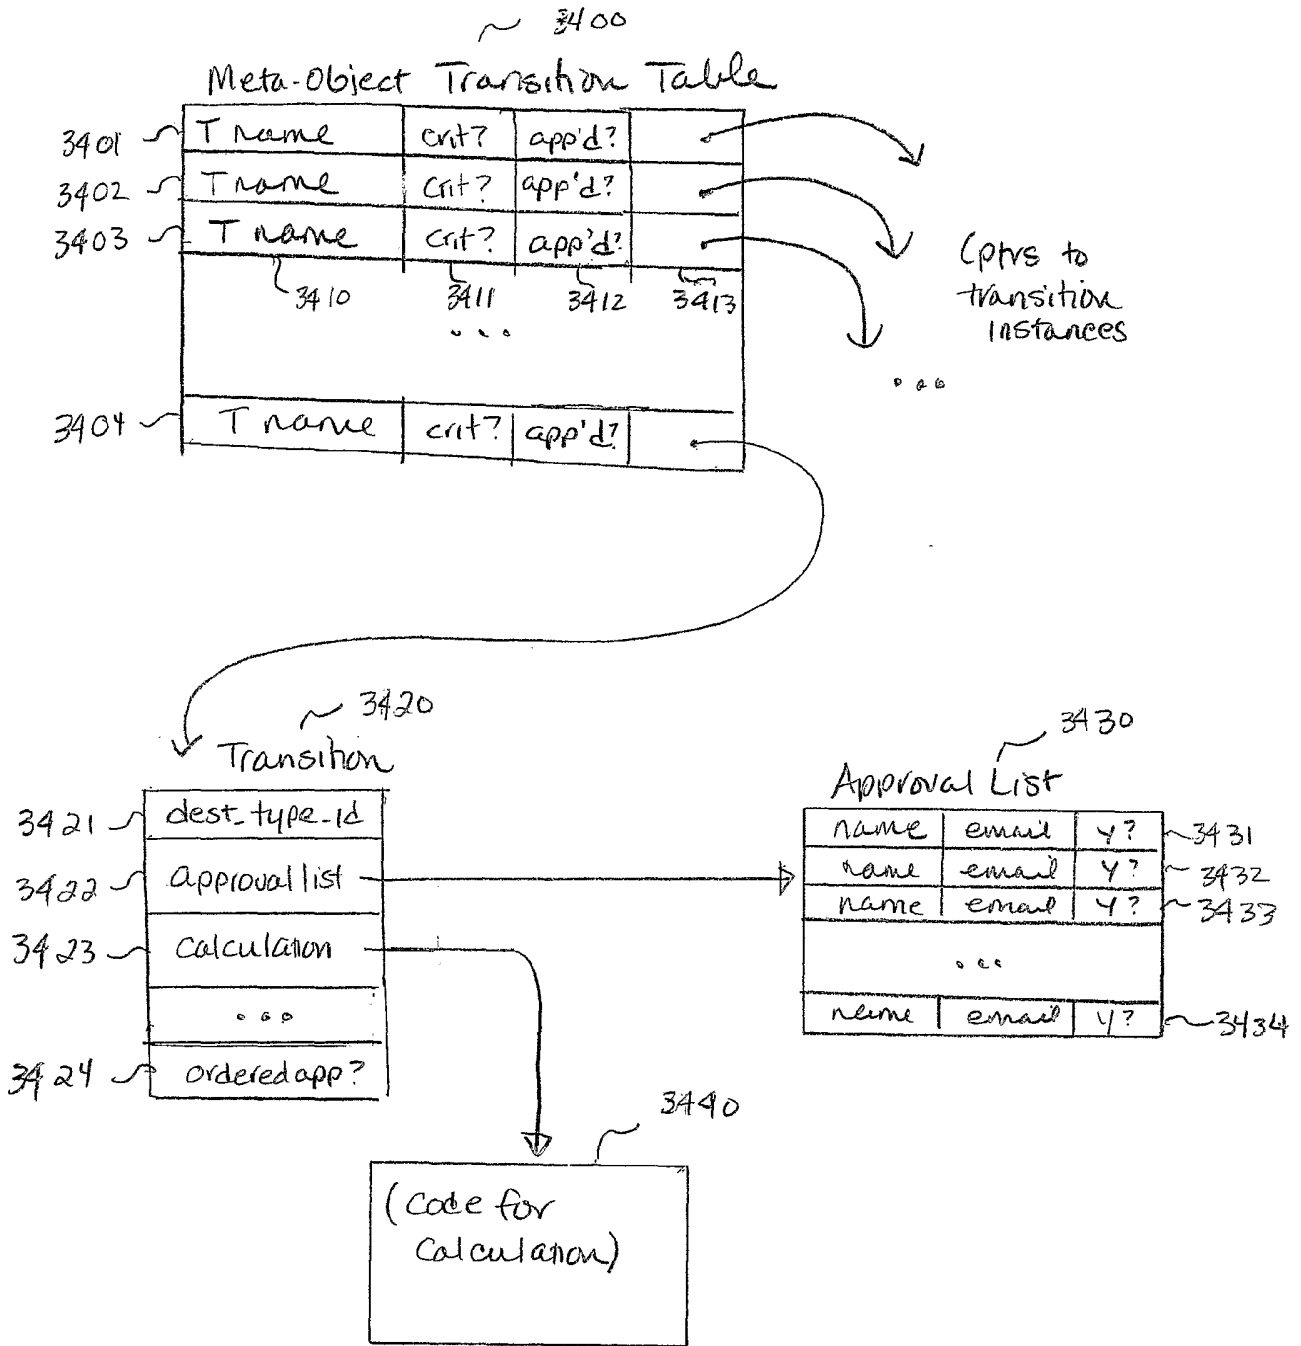 3400
Meta-Object Transition Table
3401 T name crit? app'd?
3402 T name crit? app'd?
3403 T name crit? app'd?
3410 3411 3412 3413
...
(ptrs to
transition
instances
...
3404 T name crit? app'd?
3420
Transition
3421 dest_type_id
3422 approval list
3423 calculation
...
3424 ordered app?
3430
Approval List
name email y? 3431
name email y? 3432
name email y? 3433
...
name email y? 3434
3440
(code for
calculation)